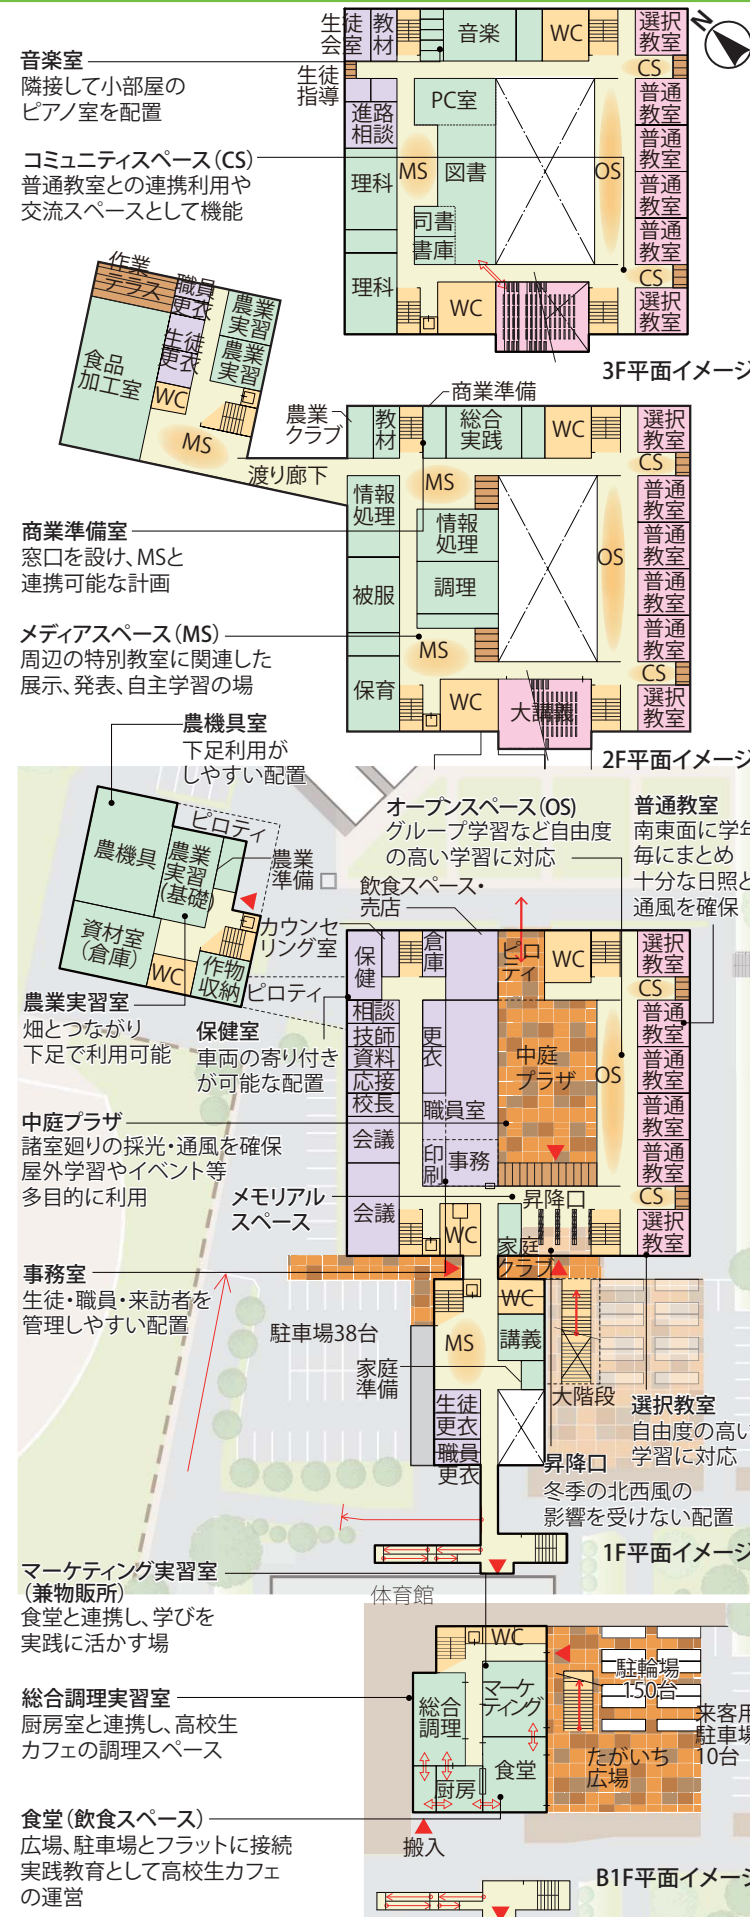 音楽室
隣接して小部屋の
ピアノ室を配置
コミュニティスペース(CS)
普通教室との連携利用や
交流スペースとして機能
生徒会室
教材
音楽
WC
選択教室
N
生徒指導
CS
PC室
普通教室
進路相談
普通教室
理科
MS
図書
OS
普通教室
司書
書庫
普通教室
CS
理科
WC
選択教室
3F平面イメージ
作業テラス
職員更衣
農業実習
生徒更衣
農業実習
食品加工室
WC
MS
渡り廊下
商業準備
農業クラブ
教材
総合実践
WC
選択教室
CS
MS
情報処理
情報処理
普通教室
普通教室
OS
被服
調理
普通教室
普通教室
MS
CS
保育
WC
大講義
選択教室
2F平面イメージ
商業準備室
窓口を設け、MSと
連携可能な計画
メディアスペース(MS)
周辺の特別教室に関連した
展示、発表、自主学習の場
農機具室
下足利用が
しやすい配置
オープンスペース(OS)
グループ学習など自由度
の高い学習に対応
普通教室
南東面に学年
毎にまとめ
十分な日照と
通風を確保
飲食スペース・
売店
ピロティ
農機具
農業実習(基礎)
農業準備
カウンセリング室
資材室(倉庫)
WC
作物収納
ピロティ
農業実習室
畑とつながり
下足で利用可能
保健室
車両の寄り付き
が可能な配置
保健
倉庫
ピロティ
WC
選択教室
CS
相談
技師
資料
応接
校長
会議
会議
更衣
職員室
印刷
事務
中庭プラザ
OS
普通教室
普通教室
普通教室
普通教室
CS
選択教室
昇降口
WC
家庭クラブ
中庭プラザ
諸室廻りの採光・通風を確保
屋外学習やイベント等
多目的に利用
メモリアル
スペース
事務室
生徒・職員・来訪者を
管理しやすい配置
駐車場38台
WC
MS
講義
家庭準備
大階段
生徒更衣
職員更衣
選択教室
自由度の高い
学習に対応
昇降口
冬季の北西風の
影響を受けない配置
1F平面イメージ
体育館
マーケティング実習室
(兼物販所)
食堂と連携し、学びを
実践に活かす場
総合調理実習室
厨房室と連携し、高校生
カフェの調理スペース
食堂(飲食スペース)
広場、駐車場とフラットに接続
実践教育として高校生カフェ
の運営
WC
マーケティング
総合調理
食堂
厨房
駐輪場
150台
来客用
駐車場
10台
たがいち
広場
搬入
B1F平面イメージ